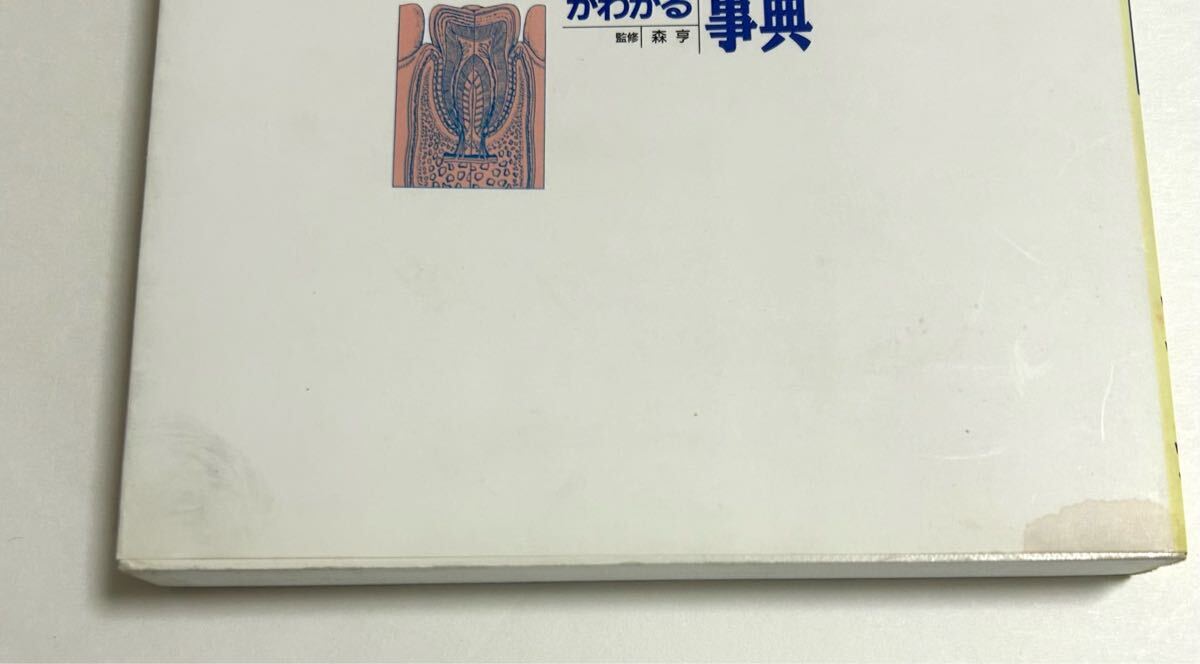 がわかる
事典
監修 森 亨